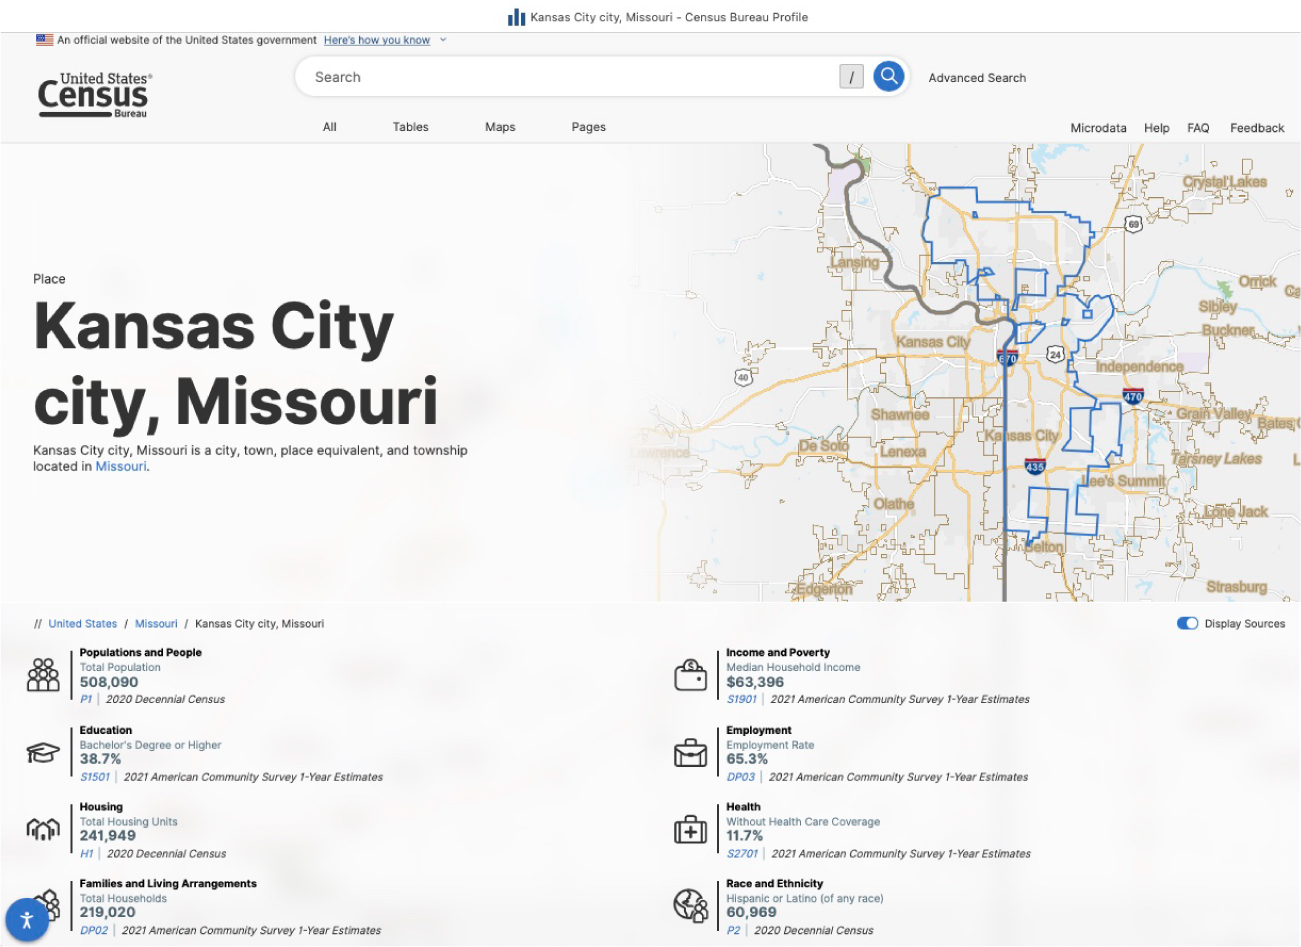 Kansas City city, Missouri - Census Bureau Profile
An official website of the United States government Here's how you know
United States®
Census
Bureau
Search
/
Advanced Search
All Tables Maps Pages
Microdata Help FAQ Feedback
Crystal Lakes
69
Lansing
Orrick
Sibley
Buckner
Kansas City
670
24
Independence
40
470
Shawnee
Grain Valley
Bates
Kansas City
De Soto
Lenexa
435
Tarsney Lakes
Lee's Summit
Olathe
Lone Jack
Belton
Edgerton
Strasburg
Place
Kansas City
city, Missouri
Kansas City city, Missouri is a city, town, place equivalent, and township
located in Missouri.
// United States / Missouri / Kansas City city, Missouri
Display Sources
Populations and People
Total Population
508,090
P1 | 2020 Decennial Census
Income and Poverty
Median Household Income
$63,396
S1901 | 2021 American Community Survey 1-Year Estimates
Education
Bachelor's Degree or Higher
38.7%
S1501 | 2021 American Community Survey 1-Year Estimates
Employment
Employment Rate
65.3%
DP03 | 2021 American Community Survey 1-Year Estimates
Housing
Total Housing Units
241,949
H1 | 2020 Decennial Census
Health
Without Health Care Coverage
11.7%
S2701 | 2021 American Community Survey 1-Year Estimates
Families and Living Arrangements
Total Households
219,020
DP02 | 2021 American Community Survey 1-Year Estimates
Race and Ethnicity
Hispanic or Latino (of any race)
60,969
P2 | 2020 Decennial Census